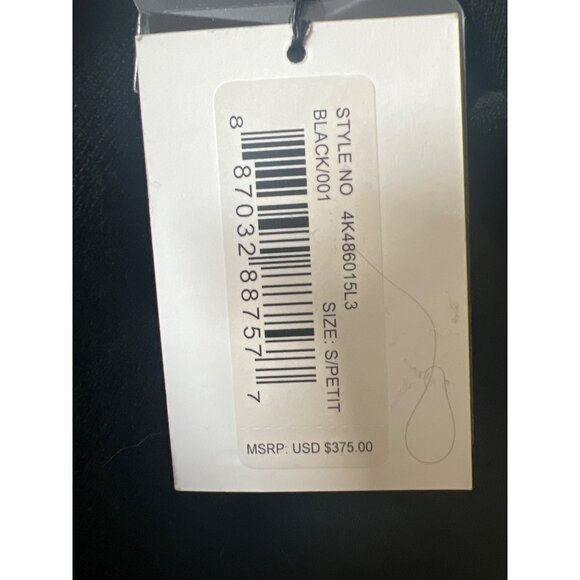 STYLE NO 4K486015L3
BLACK/001 SIZE: S/PETIT
8 87032 88757 7
MSRP: USD $375.00